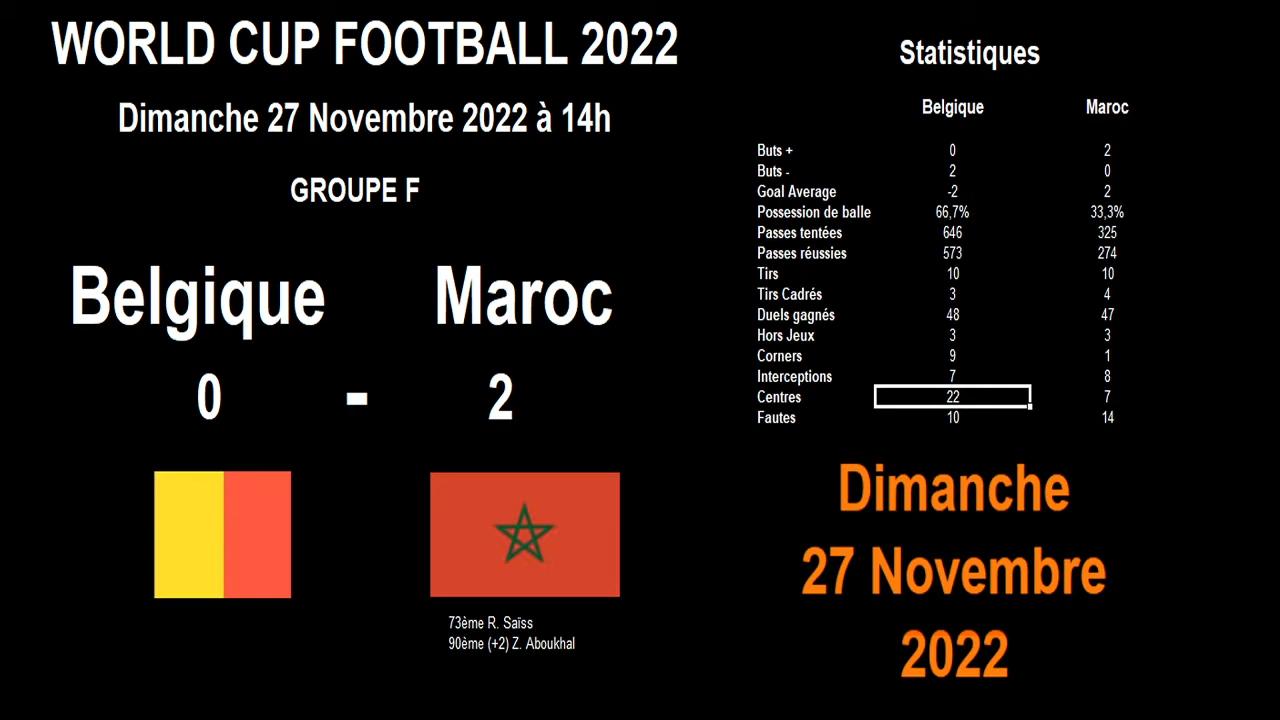 WORLD CUP FOOTBALL 2022
Dimanche 27 Novembre 2022 à 14h
GROUPE F
Belgique Maroc
0 - 2
73ème R. Saïss
90ème (+2) Z. Aboukhal
Statistiques
Belgique Maroc
Buts + 0 2
Buts - 2 0
Goal Average -2 2
Possession de balle 66,7% 33,3%
Passes tentées 646 325
Passes réussies 573 274
Tirs 10 10
Tirs Cadrés 3 4
Duels gagnés 48 47
Hors Jeux 3 3
Corners 9 1
Interceptions 7 8
Centres 22 7
Fautes 10 14
Dimanche
27 Novembre
2022